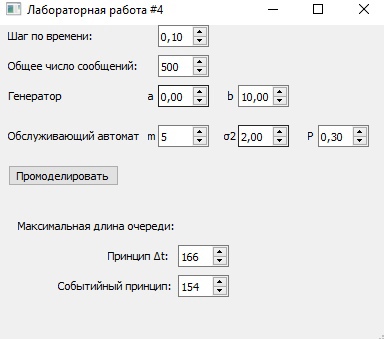 Лабораторная работа #4
Шаг по времени: 0,10
Общее число сообщений: 500
Генератор a 0,00 b 10,00
Обслуживающий автомат m 5 σ2 2,00 P 0,30
Промоделировать
Максимальная длина очереди:
Принцип Δt: 166
Событийный принцип: 154